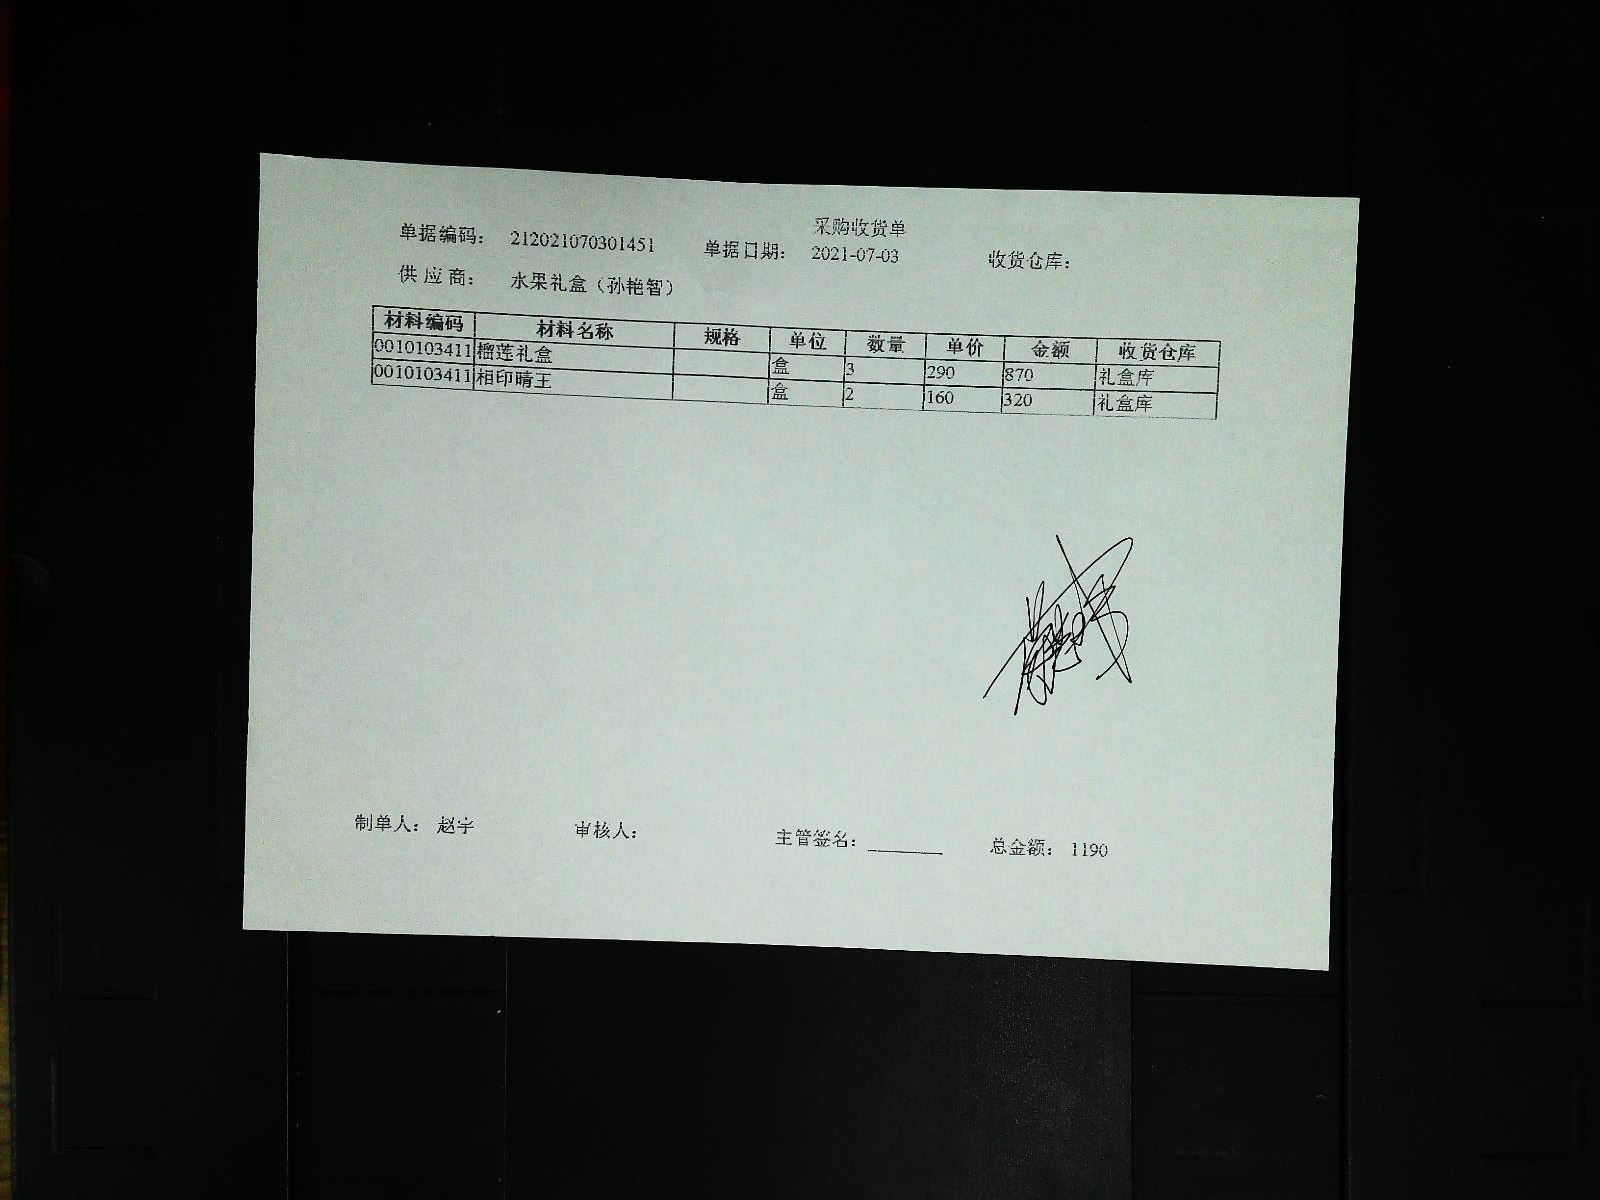 采购收货单
单据编码: 212021070301451 单据日期: 2021-07-03 收货仓库:
供 应 商: 水果礼盒（孙艳智）
材料编码 材料名称 规格 单位 数量 单价 金额 收货仓库
0010103411 榴莲礼盒 盒 3 290 870 礼盒库
0010103411 相印晴王 盒 2 160 320 礼盒库
制单人: 赵宇 审核人: 主管签名: 总金额: 1190